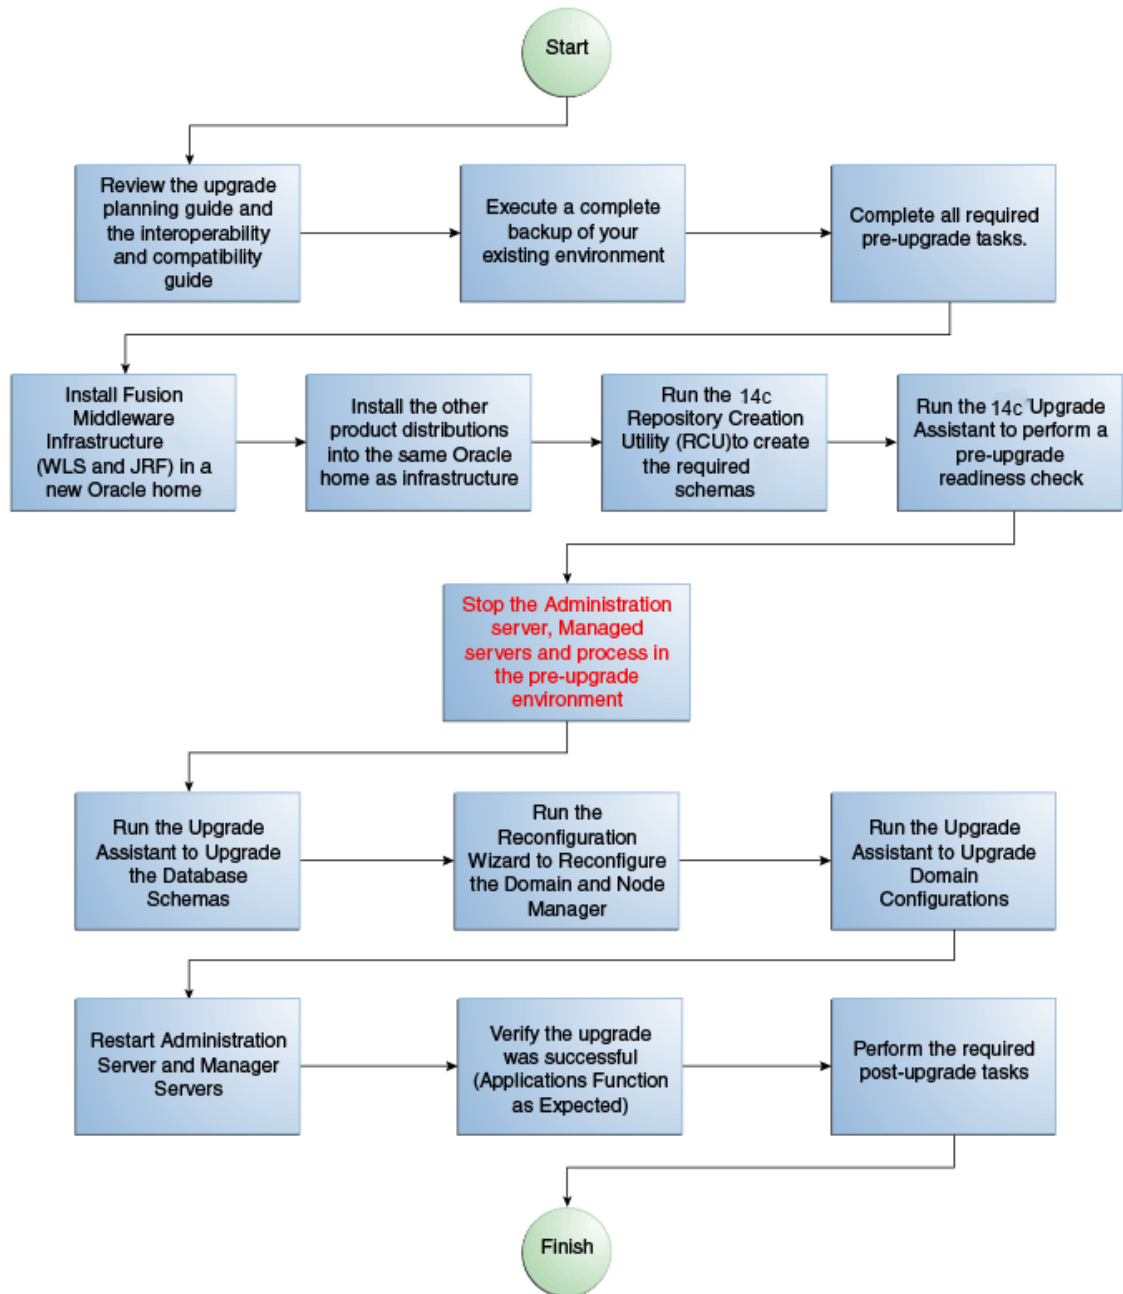 Start
Review the upgrade
planning guide and
the interoperability
and compatibility
guide
Execute a complete
backup of your
existing environment
Complete all required
pre-upgrade tasks.
Install Fusion
Middleware
Infrastructure
(WLS and JRF) in a
new Oracle home
Install the other
product distributions
into the same Oracle
home as infrastructure
Run the 14c
Repository Creation
Utility (RCU)to create
the required
schemas
Run the 14c Upgrade
Assistant to perform a
pre-upgrade
readiness check
Stop the Administration
server, Managed
servers and process in
the pre-upgrade
environment
Run the Upgrade
Assistant to Upgrade
the Database
Schemas
Run the
Reconfiguration
Wizard to Reconfigure
the Domain and Node
Manager
Run the Upgrade
Assistant to Upgrade
Domain
Configurations
Restart Administration
Server and Manager
Servers
Verify the upgrade
was successful
(Applications Function
as Expected)
Perform the required
post-upgrade tasks
Finish